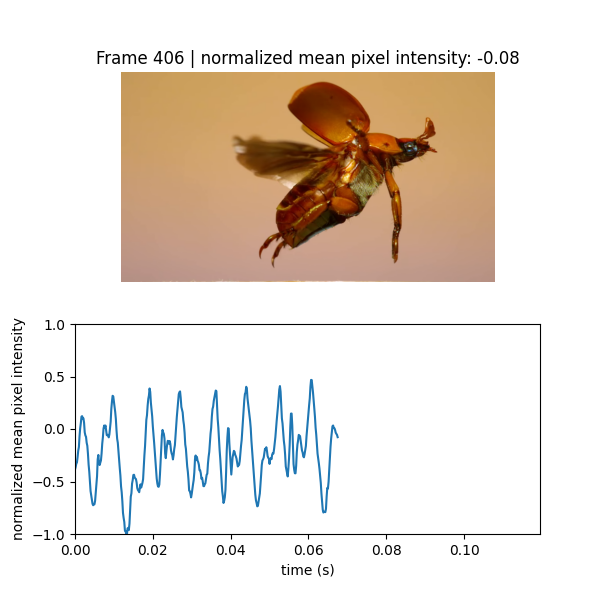 Frame 406 | normalized mean pixel intensity: -0.08
normalized mean pixel intensity
1.0
0.5
0.0
−0.5
−1.0
0.00 0.02 0.04 0.06 0.08 0.10
time (s)